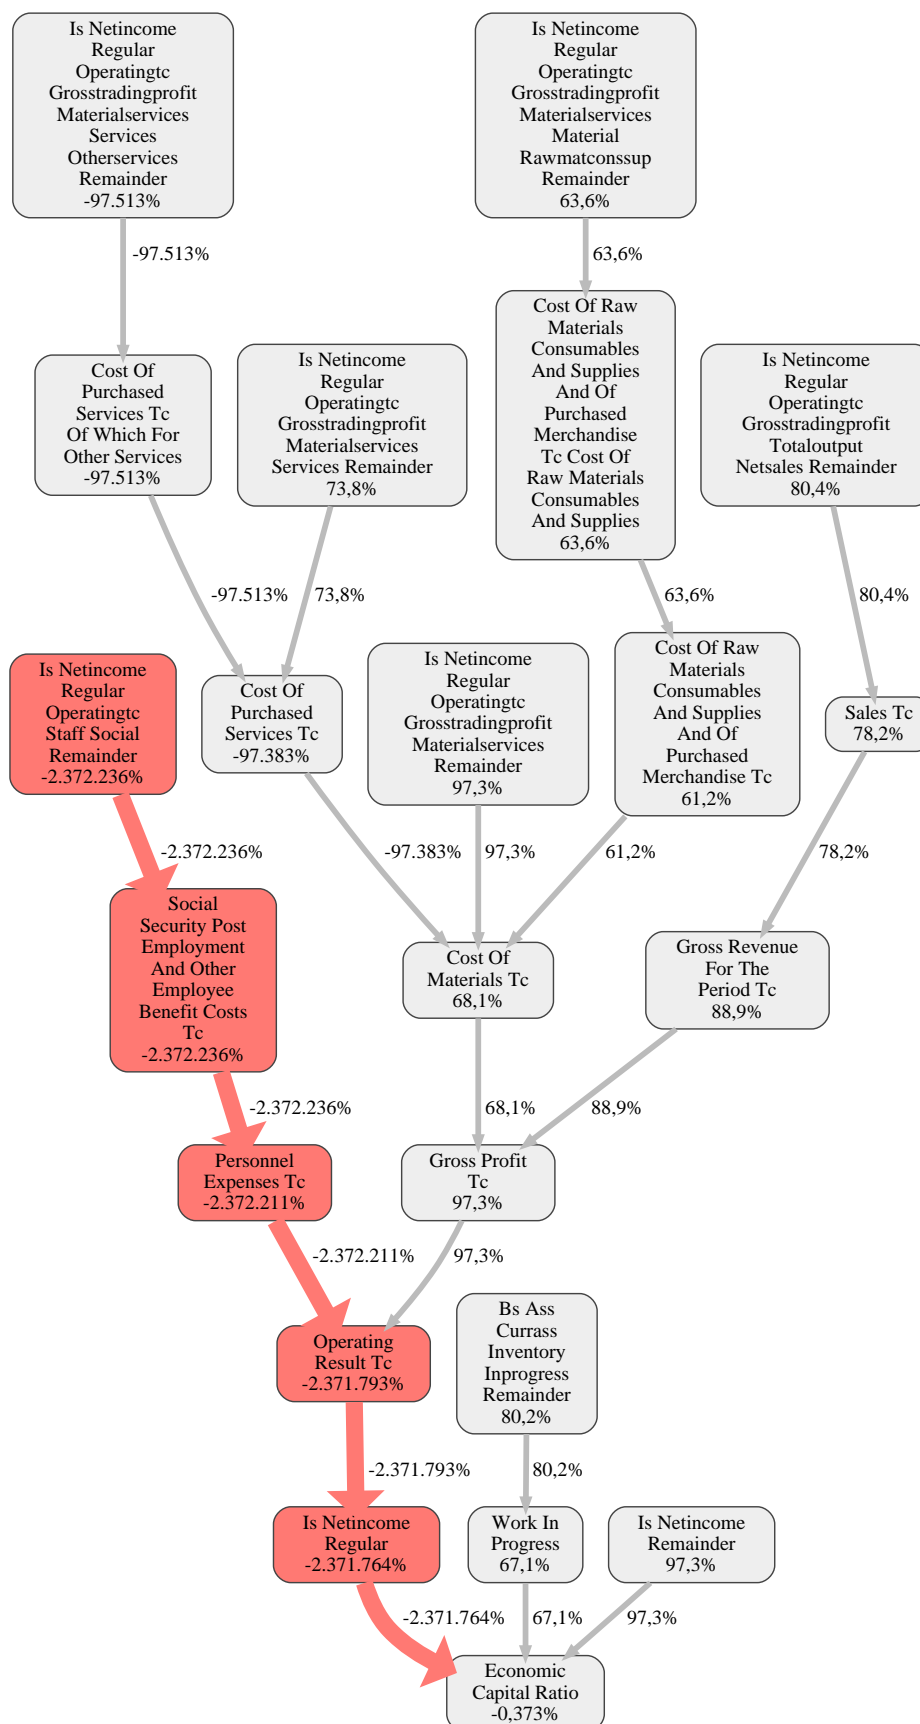 Is Netincome
Regular
Operatingtc
Grosstradingprofit
Materialservices
Services
Otherservices
Remainder
-97.513%
Is Netincome
Regular
Operatingtc
Grosstradingprofit
Materialservices
Material
Rawmatconssup
Remainder
63,6%
-97.513%
63,6%
Cost Of
Purchased
Services Tc
Of Which For
Other Services
-97.513%
Is Netincome
Regular
Operatingtc
Grosstradingprofit
Materialservices
Services Remainder
73,8%
Cost Of Raw
Materials
Consumables
And Supplies
And Of
Purchased
Merchandise
Tc Cost Of
Raw Materials
Consumables
And Supplies
63,6%
Is Netincome
Regular
Operatingtc
Grosstradingprofit
Totaloutput
Netsales Remainder
80,4%
-97.513%
73,8%
63,6%
80,4%
Is Netincome
Regular
Operatingtc
Staff Social
Remainder
-2.372.236%
Cost Of
Purchased
Services Tc
-97.383%
Is Netincome
Regular
Operatingtc
Grosstradingprofit
Materialservices
Remainder
97,3%
Cost Of Raw
Materials
Consumables
And Supplies
And Of
Purchased
Merchandise Tc
61,2%
Sales Tc
78,2%
-2.372.236%
-97.383%
97,3%
61,2%
78,2%
Social
Security Post
Employment
And Other
Employee
Benefit Costs
Tc
-2.372.236%
Cost Of
Materials Tc
68,1%
Gross Revenue
For The
Period Tc
88,9%
-2.372.236%
68,1%
88,9%
Personnel
Expenses Tc
-2.372.211%
Gross Profit
Tc
97,3%
-2.372.211%
97,3%
Operating
Result Tc
-2.371.793%
Bs Ass
Currass
Inventory
Inprogress
Remainder
80,2%
-2.371.793%
80,2%
Is Netincome
Regular
-2.371.764%
Work In
Progress
67,1%
Is Netincome
Remainder
97,3%
-2.371.764%
67,1%
97,3%
Economic
Capital Ratio
-0,373%